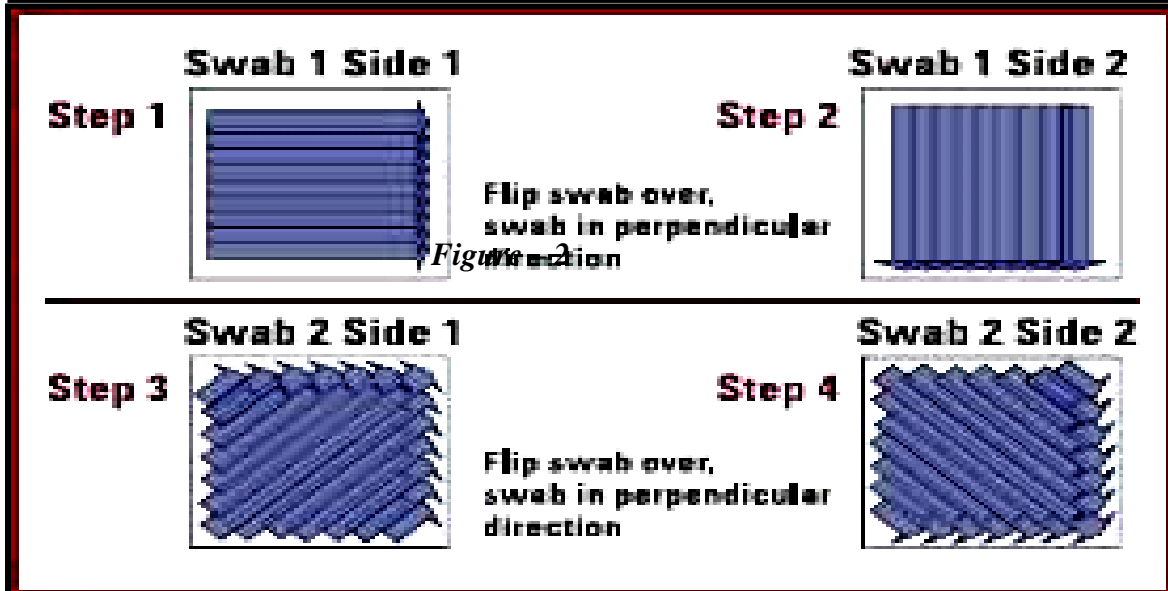 Swab 1 Side 1
Swab 1 Side 2
Step 1
Step 2
Flip swab over,
swab in perpendicular
direction
Figure - 2
Swab 2 Side 1
Swab 2 Side 2
Step 3
Step 4
Flip swab over,
swab in perpendicular
direction